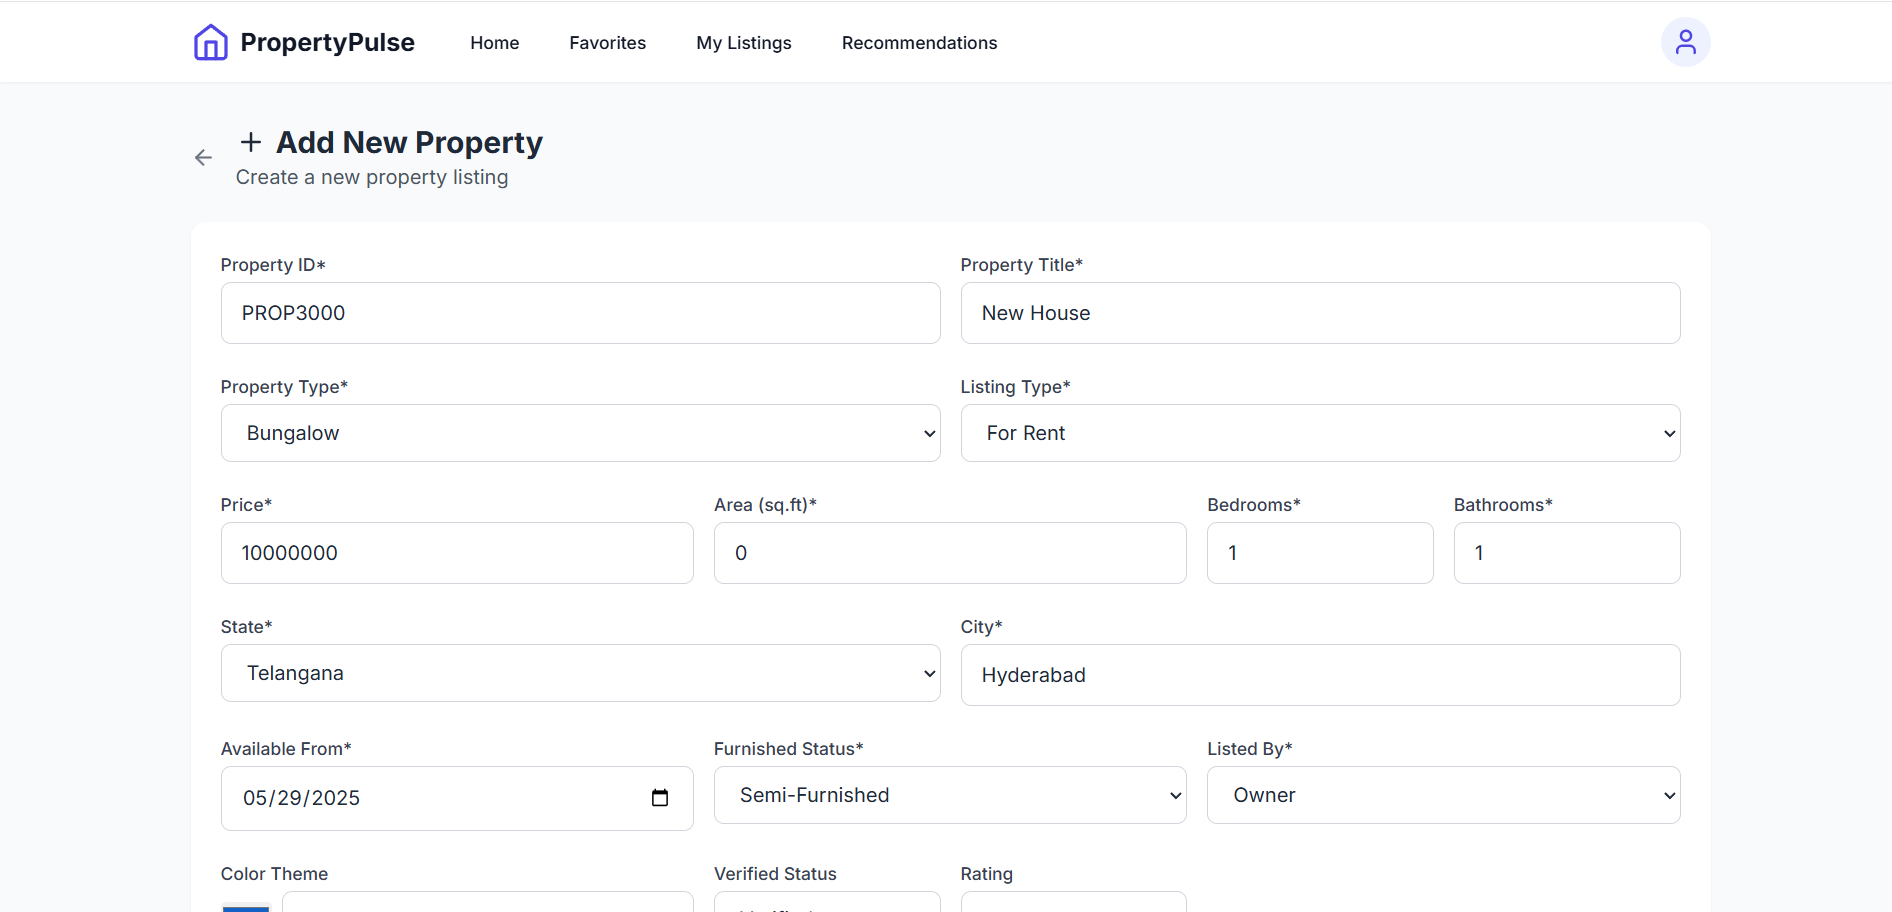 PropertyPulse Home Favorites My Listings Recommendations
Add New Property
Create a new property listing
Property ID* Property Title*
PROP3000 New House
Property Type* Listing Type*
Bungalow For Rent
Price* Area (sq.ft)* Bedrooms* Bathrooms*
10000000 0 1 1
State* City*
Telangana Hyderabad
Available From* Furnished Status* Listed By*
05/29/2025 Semi-Furnished Owner
Color Theme Verified Status Rating